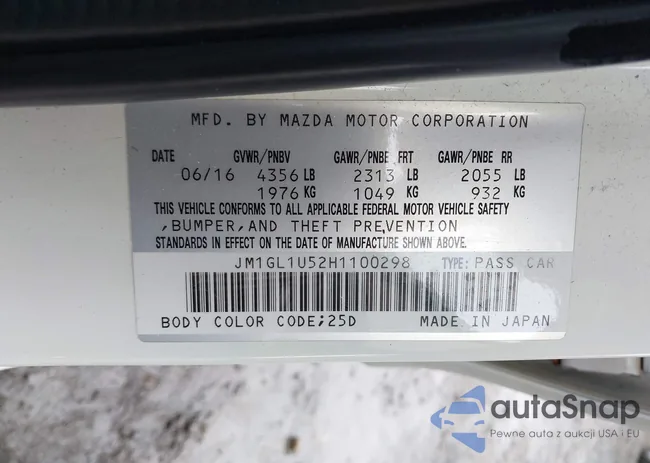 MFD. BY MAZDA MOTOR CORPORATION
DATE GVWR/PNBV GAWR/PNBE FRT GAWR/PNBE RR
06/16 4356 LB 2313 LB 2055 LB
1976 KG 1049 KG 932 KG
THIS VEHICLE CONFORMS TO ALL APPLICABLE FEDERAL MOTOR VEHICLE SAFETY
,BUMPER,AND THEFT PREVENTION
STANDARDS IN EFFECT ON THE DATE OF MANUFACTURE SHOWN ABOVE.
JM1GL1U52H1100298 TYPE: PASS CAR
BODY COLOR CODE;25D MADE IN JAPAN
autaSnap
Pewne auta z aukcji USA i EU